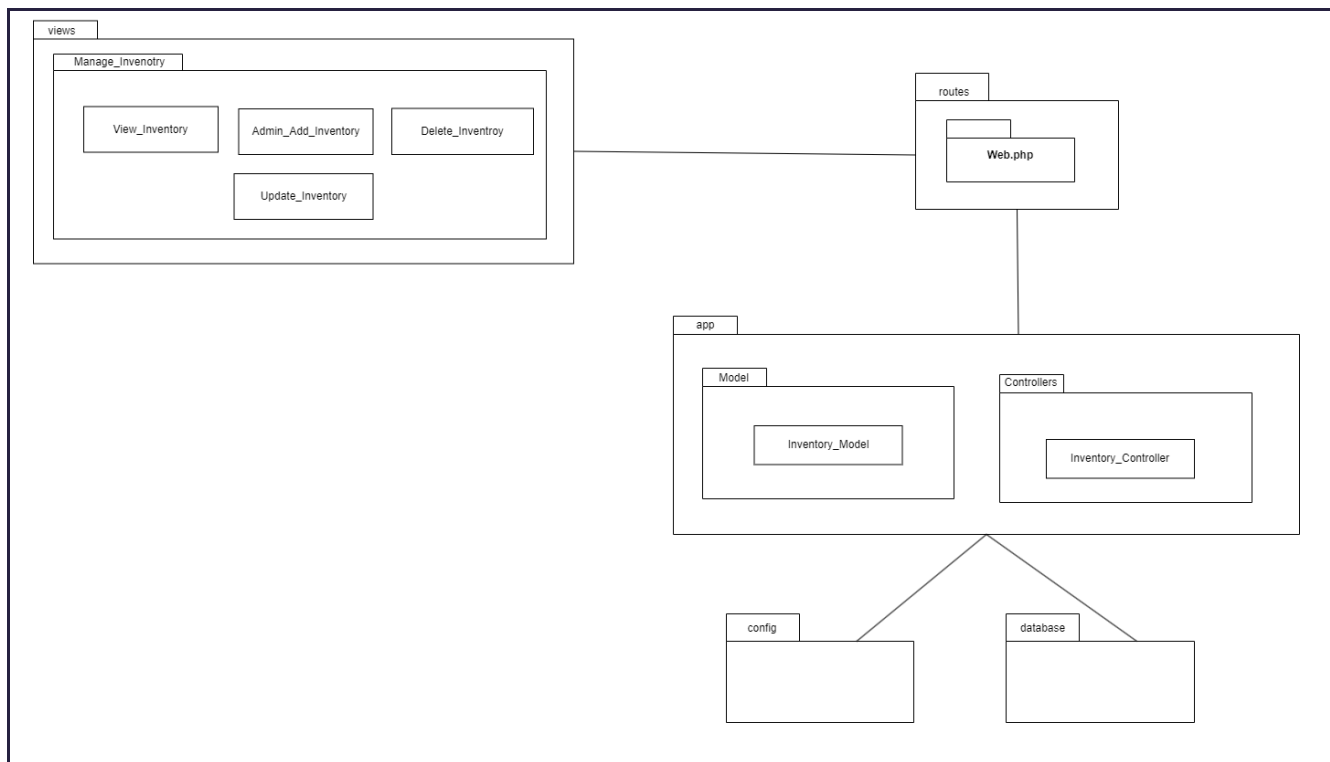 views
Manage_Invenotry
View_Inventory
Admin_Add_Inventory
Delete_Inventroy
Update_Inventory
routes
Web.php
app
Model
Inventory_Model
Controllers
Inventory_Controller
config
database